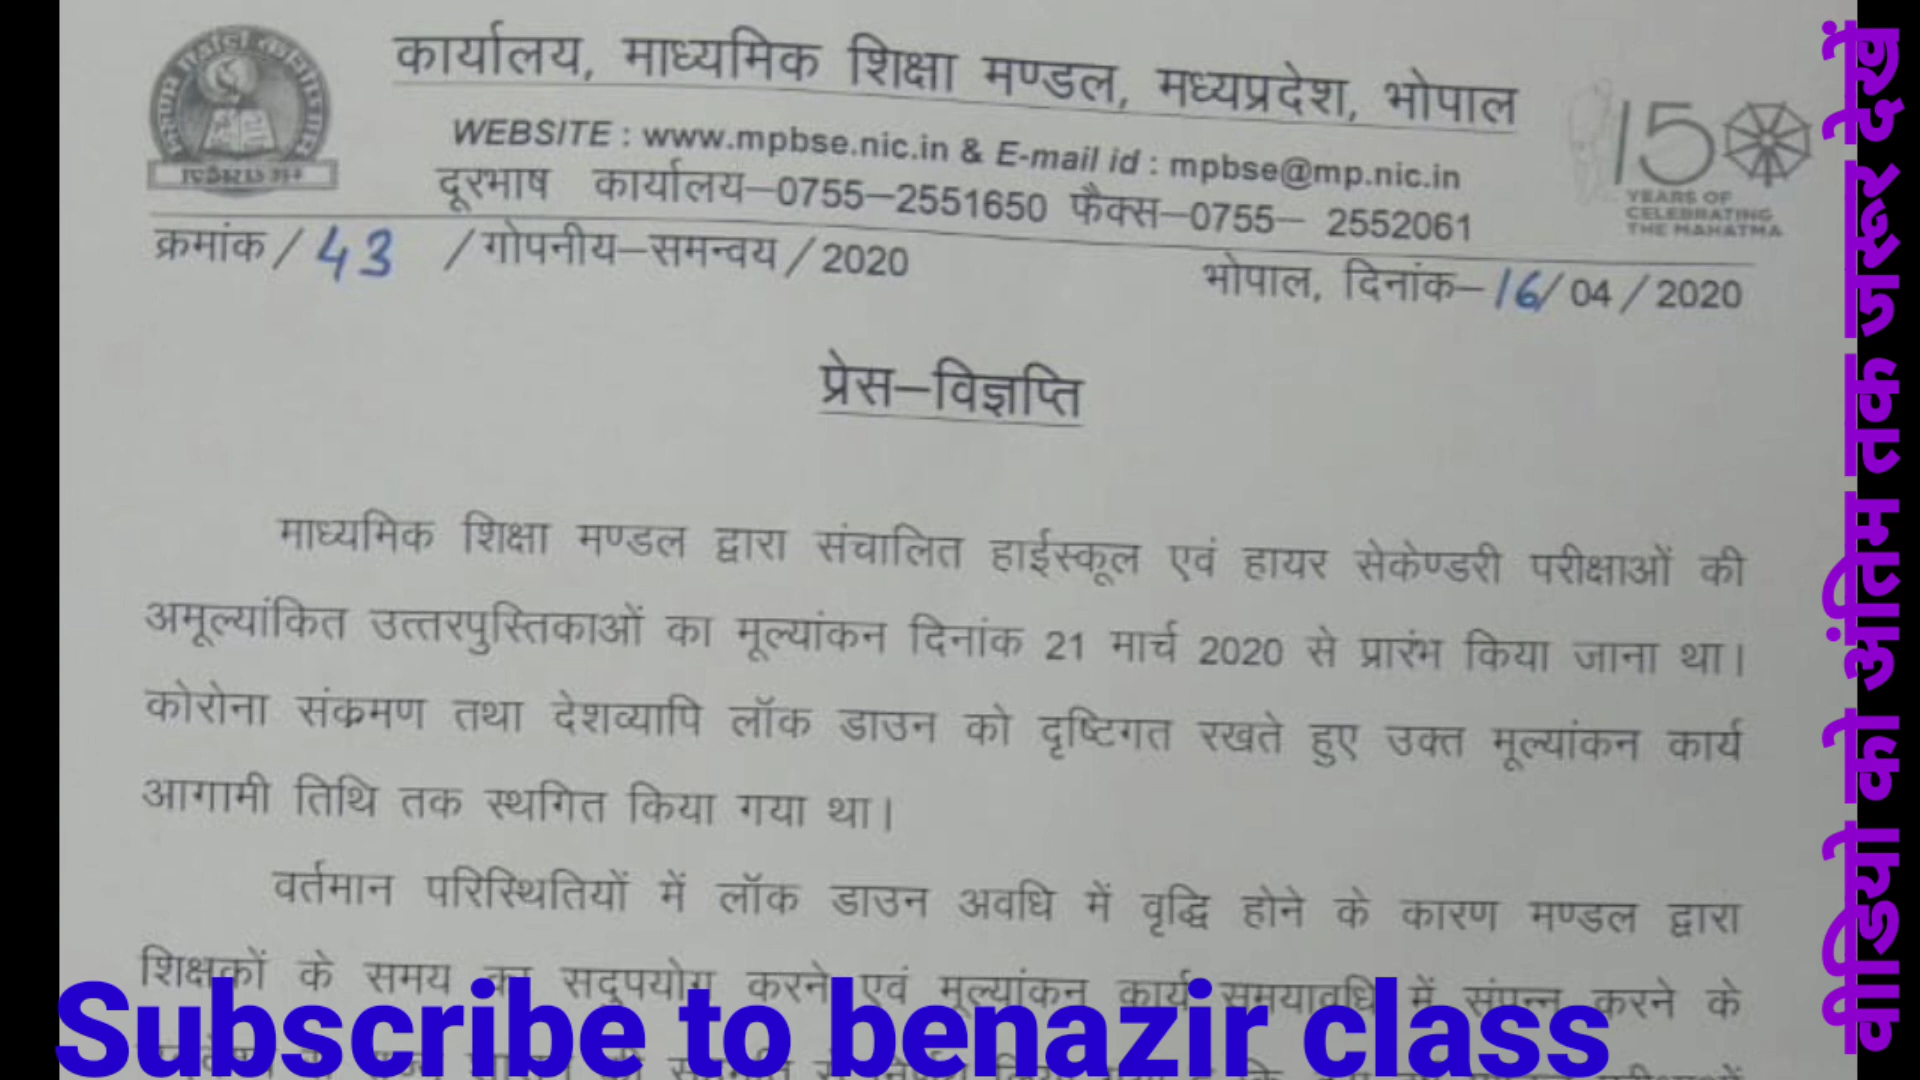 कार्यालय, माध्यमिक शिक्षा मण्डल, मध्यप्रदेश, भोपाल
WEBSITE : www.mpbse.nic.in & E-mail id : mpbse@mp.nic.in
दूरभाष कार्यालय–0755–2551650 फैक्स–0755– 2552061
150
YEARS OF
CELEBRATING
THE MAHATMA
क्रमांक / 43 / गोपनीय–समन्वय / 2020
भोपाल, दिनांक–16/ 04 / 2020
प्रेस–विज्ञप्ति
माध्यमिक शिक्षा मण्डल द्वारा संचालित हाईस्कूल एवं हायर सेकेण्डरी परीक्षाओं की
अमूल्यांकित उत्तरपुस्तिकाओं का मूल्यांकन दिनांक 21 मार्च 2020 से प्रारंभ किया जाना था।
कोरोना संक्रमण तथा देशव्यापि लॉक डाउन को दृष्टिगत रखते हुए उक्त मूल्यांकन कार्य
आगामी तिथि तक स्थगित किया गया था।
वर्तमान परिस्थितियों में लॉक डाउन अवधि में वृद्धि होने के कारण मण्डल द्वारा
शिक्षकों के समय का सदुपयोग करने एवं मूल्यांकन कार्य समयावधि में संपन्न करने के
Subscribe to benazir class
वीडियो को अंतिम तक जरूर देखें